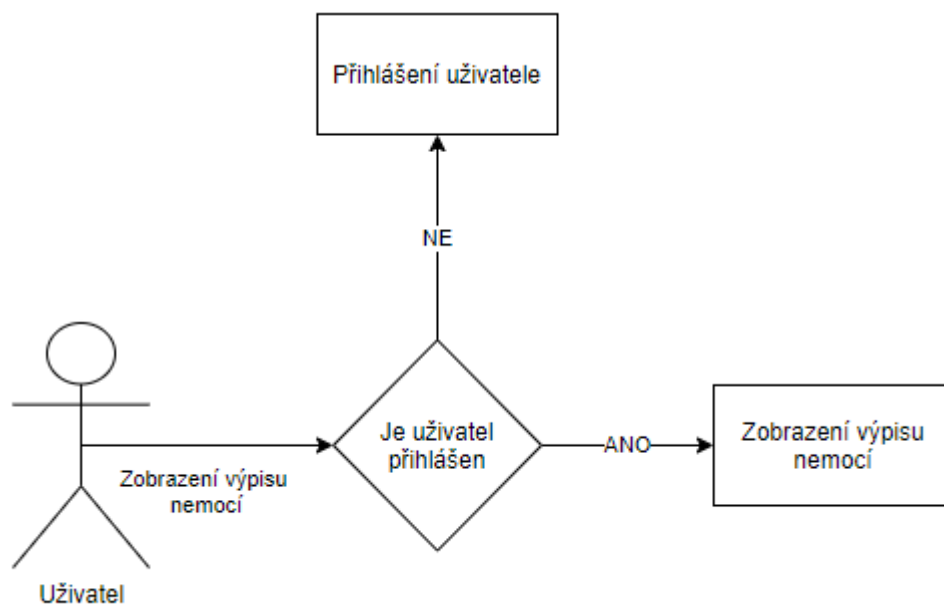 Přihlášení uživatele
NE
Je uživatel
přihlášen
ANO
Zobrazení výpisu
nemocí
Zobrazení výpisu
nemocí
Uživatel